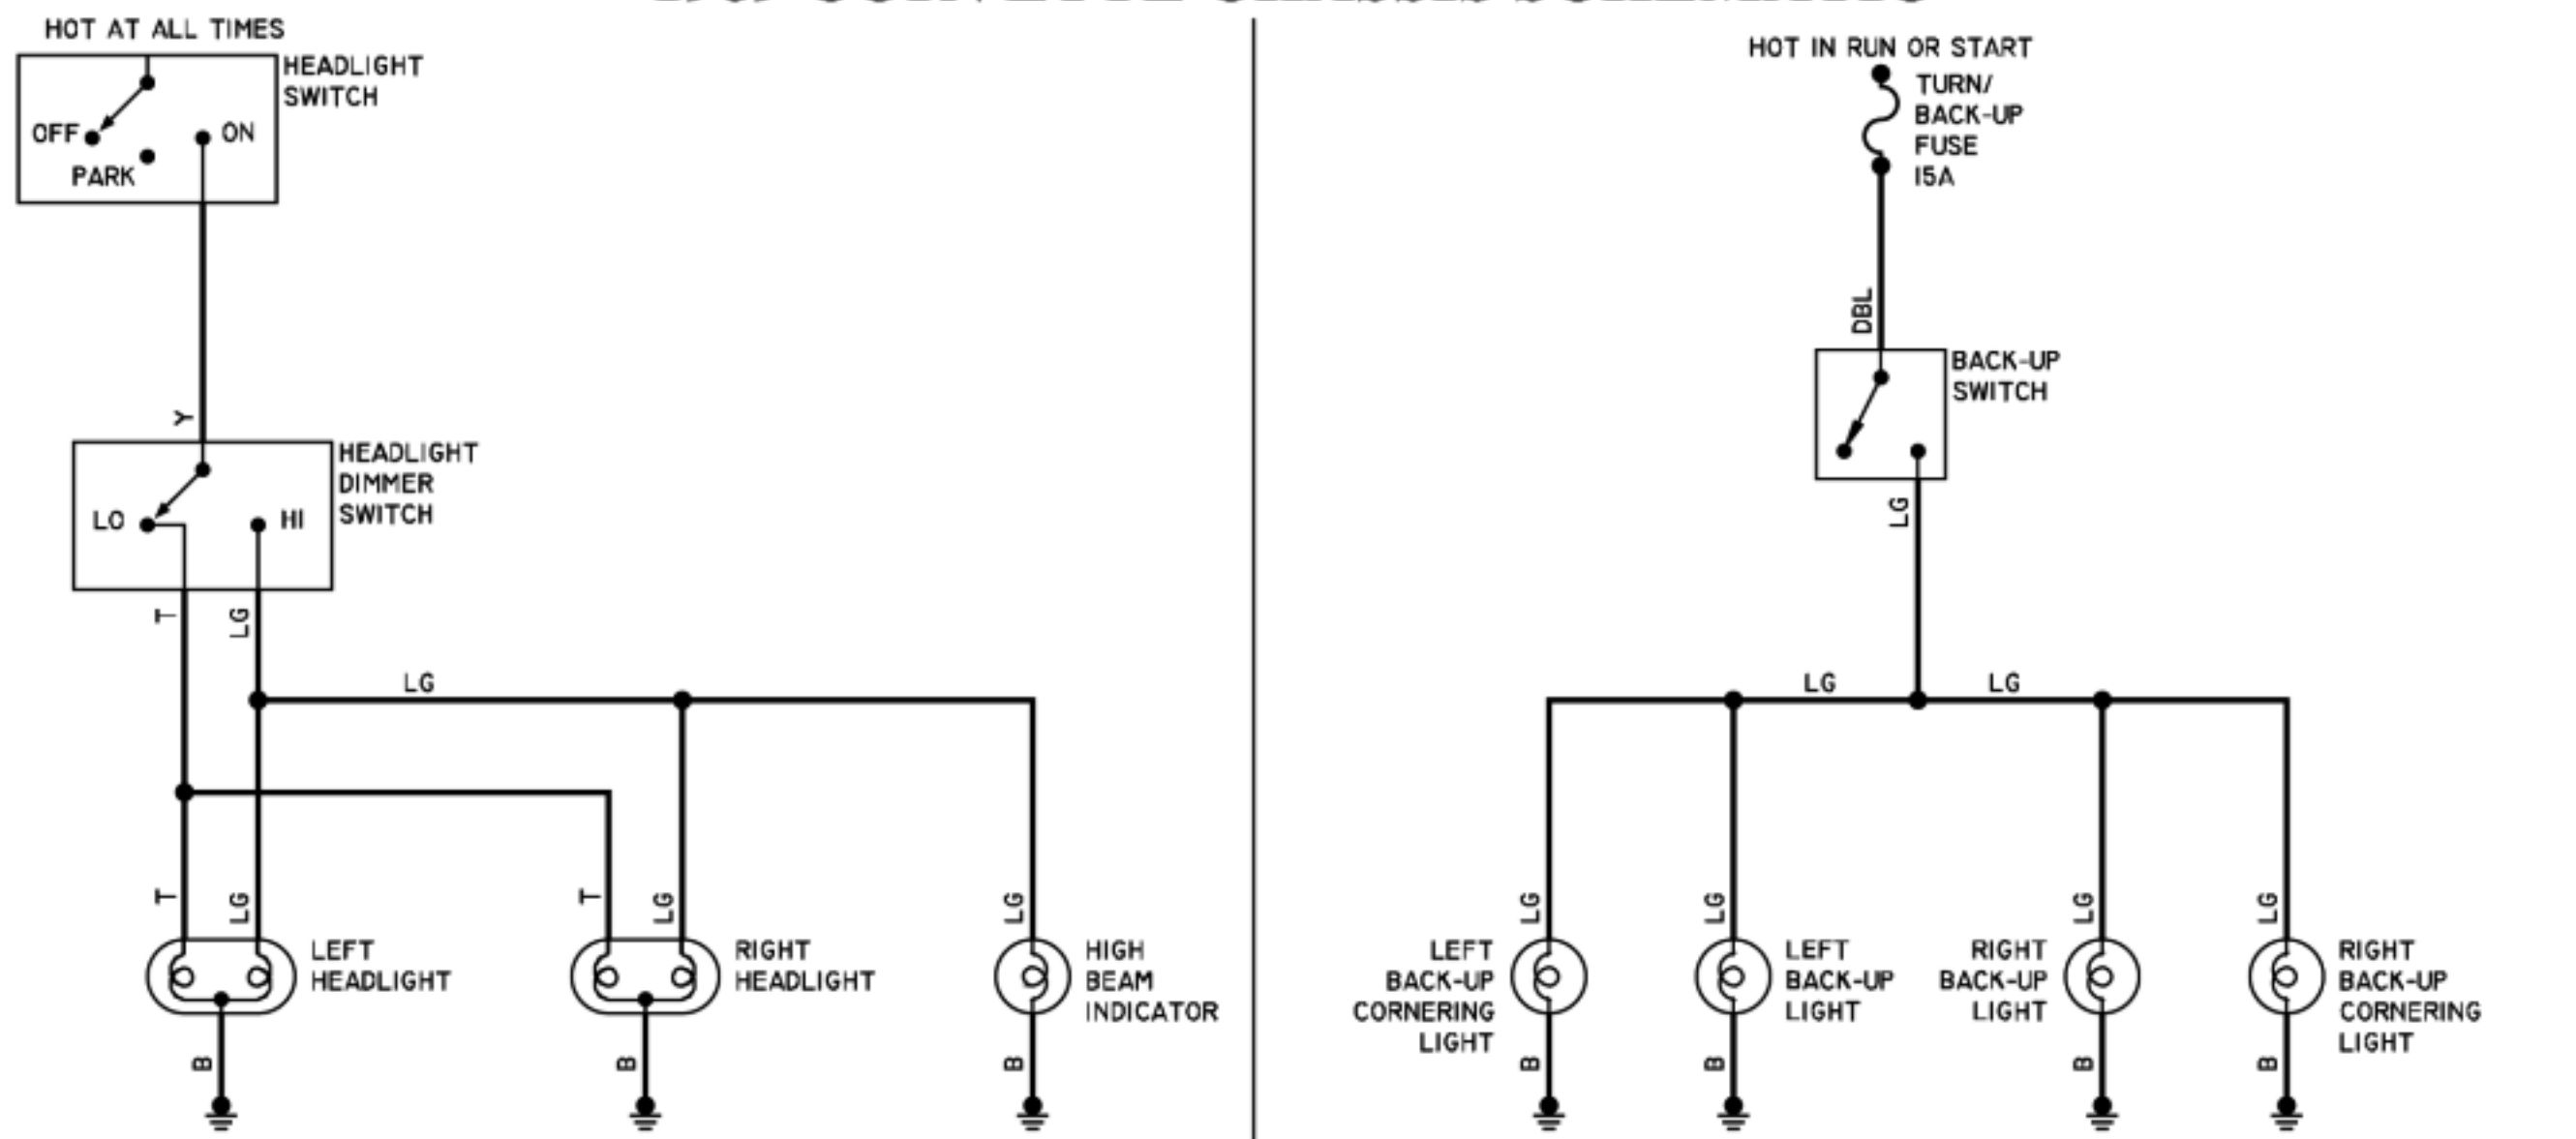 HOT AT ALL TIMES
HEADLIGHT
SWITCH
OFF
ON
PARK
Y
HEADLIGHT
DIMMER
SWITCH
LO
HI
T
LG
LG
T
LG
T
LG
LG
LEFT
HEADLIGHT
RIGHT
HEADLIGHT
HIGH
BEAM
INDICATOR
B
B
B
HOT IN RUN OR START
TURN/
BACK-UP
FUSE
15A
DBL
BACK-UP
SWITCH
LG
LG
LG
LG
LG
LG
LG
LEFT
BACK-UP
CORNERING
LIGHT
LEFT
BACK-UP
LIGHT
RIGHT
BACK-UP
LIGHT
RIGHT
BACK-UP
CORNERING
LIGHT
B
B
B
B